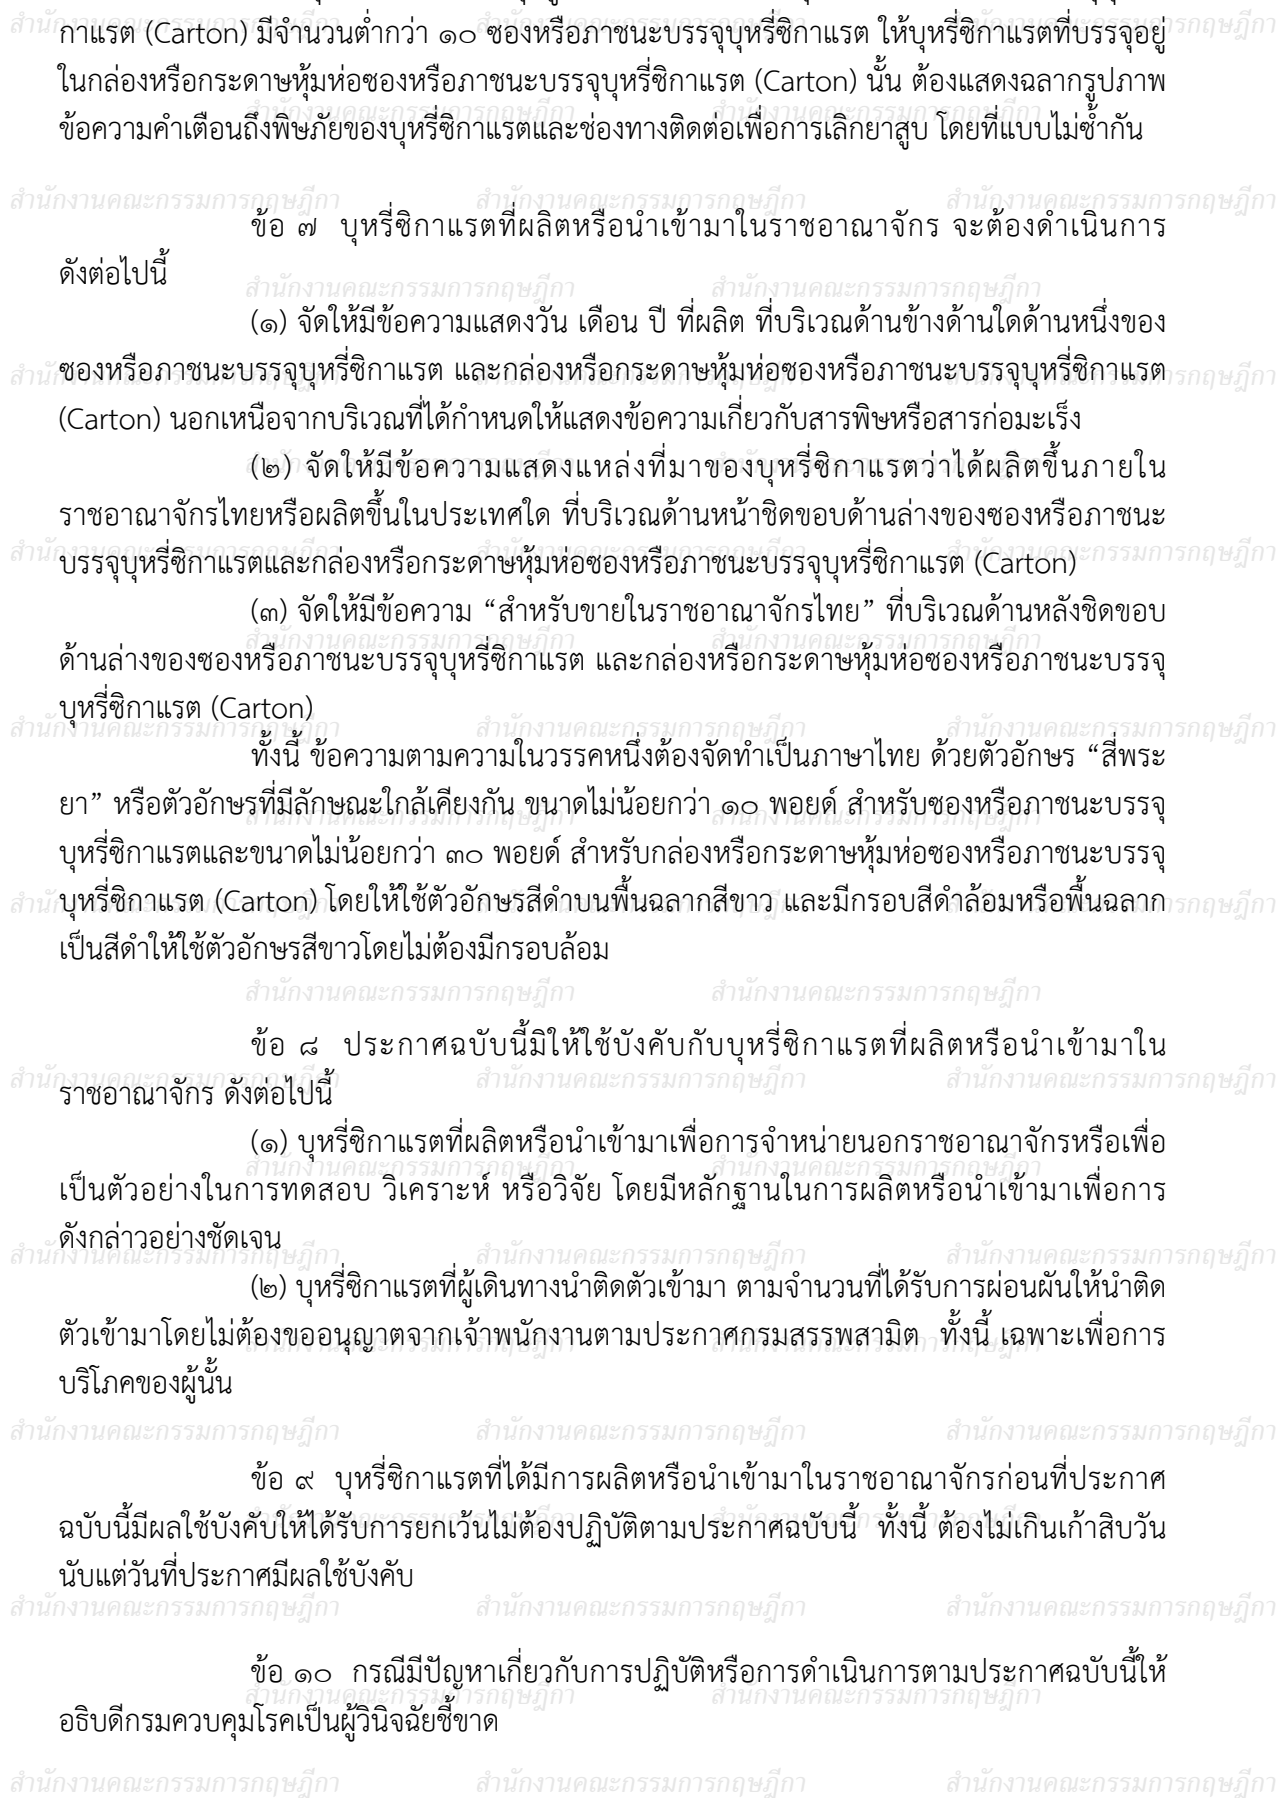 กาแรต (Carton) มีจำนวนต่ำกว่า ๑๐ ซองหรือภาชนะบรรจุบุหรี่ซิกาแรต ให้บุหรี่ซิกาแรตที่บรรจุอยู่
ในกล่องหรือกระดาษหุ้มห่อซองหรือภาชนะบรรจุบุหรี่ซิกาแรต (Carton) นั้น ต้องแสดงฉลากรูปภาพ
ข้อความคำเตือนถึงพิษภัยของบุหรี่ซิกาแรตและช่องทางติดต่อเพื่อการเลิกยาสูบ โดยที่แบบไม่ซ้ำกัน
ข้อ ๗ บุหรี่ซิกาแรตที่ผลิตหรือนำเข้ามาในราชอาณาจักร จะต้องดำเนินการ
ดังต่อไปนี้
(๑) จัดให้มีข้อความแสดงวัน เดือน ปี ที่ผลิต ที่บริเวณด้านข้างด้านใดด้านหนึ่งของ
ซองหรือภาชนะบรรจุบุหรี่ซิกาแรต และกล่องหรือกระดาษหุ้มห่อซองหรือภาชนะบรรจุบุหรี่ซิกาแรต
(Carton) นอกเหนือจากบริเวณที่ได้กำหนดให้แสดงข้อความเกี่ยวกับสารพิษหรือสารก่อมะเร็ง
(๒) จัดให้มีข้อความแสดงแหล่งที่มาของบุหรี่ซิกาแรตว่าได้ผลิตขึ้นภายใน
ราชอาณาจักรไทยหรือผลิตขึ้นในประเทศใด ที่บริเวณด้านหน้าชิดขอบด้านล่างของซองหรือภาชนะ
บรรจุบุหรี่ซิกาแรตและกล่องหรือกระดาษหุ้มห่อซองหรือภาชนะบรรจุบุหรี่ซิกาแรต (Carton)
(๓) จัดให้มีข้อความ “สำหรับขายในราชอาณาจักรไทย” ที่บริเวณด้านหลังชิดขอบ
ด้านล่างของซองหรือภาชนะบรรจุบุหรี่ซิกาแรต และกล่องหรือกระดาษหุ้มห่อซองหรือภาชนะบรรจุ
บุหรี่ซิกาแรต (Carton)
ทั้งนี้ ข้อความตามความในวรรคหนึ่งต้องจัดทำเป็นภาษาไทย ด้วยตัวอักษร “สี่พระ
ยา” หรือตัวอักษรที่มีลักษณะใกล้เคียงกัน ขนาดไม่น้อยกว่า ๑๐ พอยด์ สำหรับซองหรือภาชนะบรรจุ
บุหรี่ซิกาแรตและขนาดไม่น้อยกว่า ๓๐ พอยด์ สำหรับกล่องหรือกระดาษหุ้มห่อซองหรือภาชนะบรรจุ
บุหรี่ซิกาแรต (Carton) โดยให้ใช้ตัวอักษรสีดำบนพื้นฉลากสีขาว และมีกรอบสีดำล้อมหรือพื้นฉลาก
เป็นสีดำให้ใช้ตัวอักษรสีขาวโดยไม่ต้องมีกรอบล้อม
ข้อ ๘ ประกาศฉบับนี้มิให้ใช้บังคับกับบุหรี่ซิกาแรตที่ผลิตหรือนำเข้ามาใน
ราชอาณาจักร ดังต่อไปนี้
(๑) บุหรี่ซิกาแรตที่ผลิตหรือนำเข้ามาเพื่อการจำหน่ายนอกราชอาณาจักรหรือเพื่อ
เป็นตัวอย่างในการทดสอบ วิเคราะห์ หรือวิจัย โดยมีหลักฐานในการผลิตหรือนำเข้ามาเพื่อการ
ดังกล่าวอย่างชัดเจน
(๒) บุหรี่ซิกาแรตที่ผู้เดินทางนำติดตัวเข้ามา ตามจำนวนที่ได้รับการผ่อนผันให้นำติด
ตัวเข้ามาโดยไม่ต้องขออนุญาตจากเจ้าพนักงานตามประกาศกรมสรรพสามิต ทั้งนี้ เฉพาะเพื่อการ
บริโภคของผู้นั้น
ข้อ ๙ บุหรี่ซิกาแรตที่ได้มีการผลิตหรือนำเข้ามาในราชอาณาจักรก่อนที่ประกาศ
ฉบับนี้มีผลใช้บังคับให้ได้รับการยกเว้นไม่ต้องปฏิบัติตามประกาศฉบับนี้ ทั้งนี้ ต้องไม่เกินเก้าสิบวัน
นับแต่วันที่ประกาศมีผลใช้บังคับ
ข้อ ๑๐ กรณีมีปัญหาเกี่ยวกับการปฏิบัติหรือการดำเนินการตามประกาศฉบับนี้ให้
อธิบดีกรมควบคุมโรคเป็นผู้วินิจฉัยชี้ขาด
สำนักงานคณะกรรมการกฤษฎีกา สำนักงานคณะกรรมการกฤษฎีกา สำนักงานคณะกรรมการกฤษฎีกา